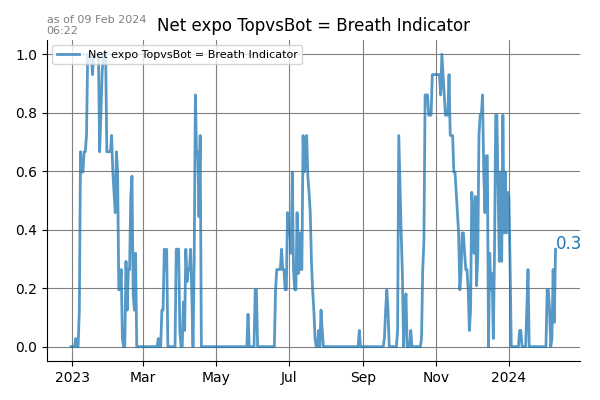 as of 09 Feb 2024
06:22
Net expo TopvsBot = Breath Indicator
Net expo TopvsBot = Breath Indicator
1.0
0.8
0.6
0.4
0.2
0.0
0.3
2023 Mar May Jul Sep Nov 2024